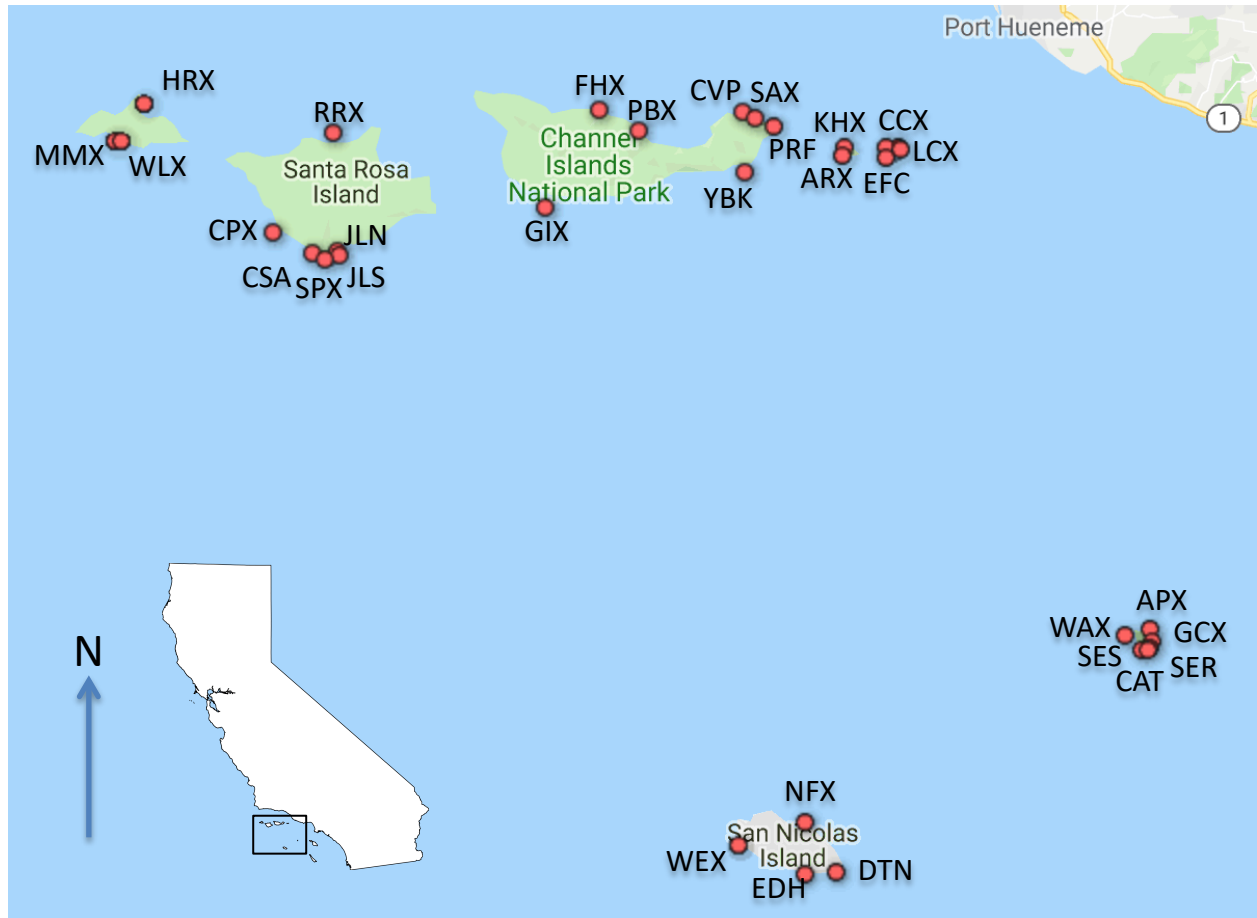 Port Hueneme
1
HRX
MMX
WLX
RRX
Santa Rosa
Island
CPX
CSA
SPX
JLN
JLS
FHX
PBX
Channel
Islands
National Park
GIX
CVP
SAX
PRF
YBK
KHX
ARX
CCX
LCX
EFC
N
APX
WAX
GCX
SES
SER
CAT
NFX
San Nicolas
Island
WEX
EDH
DTN